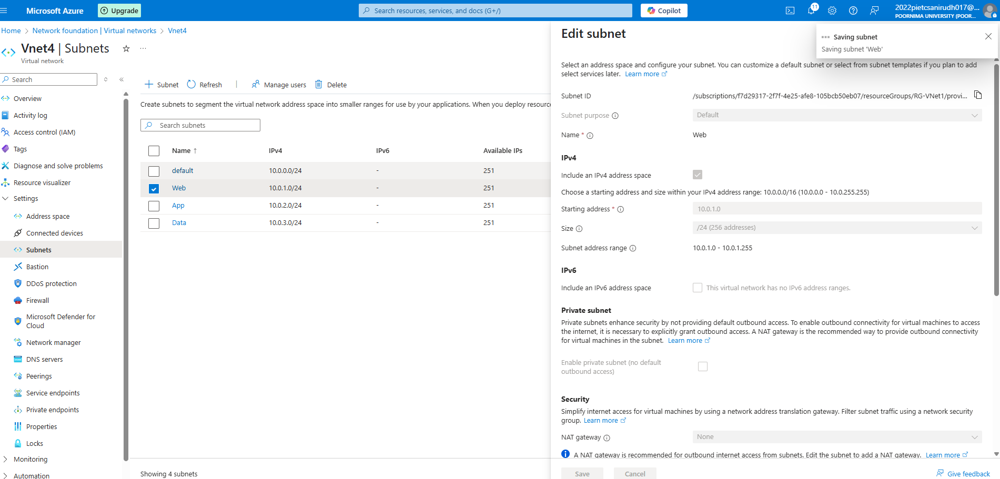 Microsoft Azure
Upgrade
Search resources, services, and docs (G+/)
Copilot
11
2022pietcsanirudh017@...
POORNIMA UNIVERSITY (POOR...
Home > Network foundation | Virtual networks > Vnet4
Vnet4 | Subnets
...
Virtual network
Search
Overview
Activity log
Access control (IAM)
Tags
Diagnose and solve problems
Resource visualizer
Settings
Address space
Connected devices
Subnets
Bastion
DDoS protection
Firewall
Microsoft Defender for
Cloud
Network manager
DNS servers
Peerings
Service endpoints
Private endpoints
Properties
Locks
Monitoring
Automation
Subnet Refresh Manage users Delete
Create subnets to segment the virtual network address space into smaller ranges for use by your applications. When you deploy resourc
Search subnets
Name ↑ IPv4 IPv6 Available IPs
default 10.0.0.0/24 - 251
Web 10.0.1.0/24 - 251
App 10.0.2.0/24 - 251
Data 10.0.3.0/24 - 251
Showing 4 subnets
Edit subnet
Saving subnet
Saving subnet 'Web'
Select an address space and configure your subnet. You can customize a default subnet or select from subnet templates if you plan to add
select services later. Learn more
Subnet ID /subscriptions/f7d29317-2f7f-4e25-afe8-105bcb50eb07/resourceGroups/RG-VNet1/provi...
Subnet purpose Default
Name * Web
IPv4
Include an IPv4 address space
Choose a starting address and size within your IPv4 address range: 10.0.0.0/16 (10.0.0.0 - 10.0.255.255)
Starting address * 10.0.1.0
Size /24 (256 addresses)
Subnet address range 10.0.1.0 - 10.0.1.255
IPv6
Include an IPv6 address space This virtual network has no IPv6 address ranges.
Private subnet
Private subnets enhance security by not providing default outbound access. To enable outbound connectivity for virtual machines to access
the internet, it is necessary to explicitly grant outbound access. A NAT gateway is the recommended way to provide outbound connectivity
for virtual machines in the subnet. Learn more
Enable private subnet (no default
outbound access)
Security
Simplify internet access for virtual machines by using a network address translation gateway. Filter subnet traffic using a network security
group. Learn more
NAT gateway None
A NAT gateway is recommended for outbound internet access from subnets. Edit the subnet to add a NAT gateway. Learn more
Save Cancel Give feedback